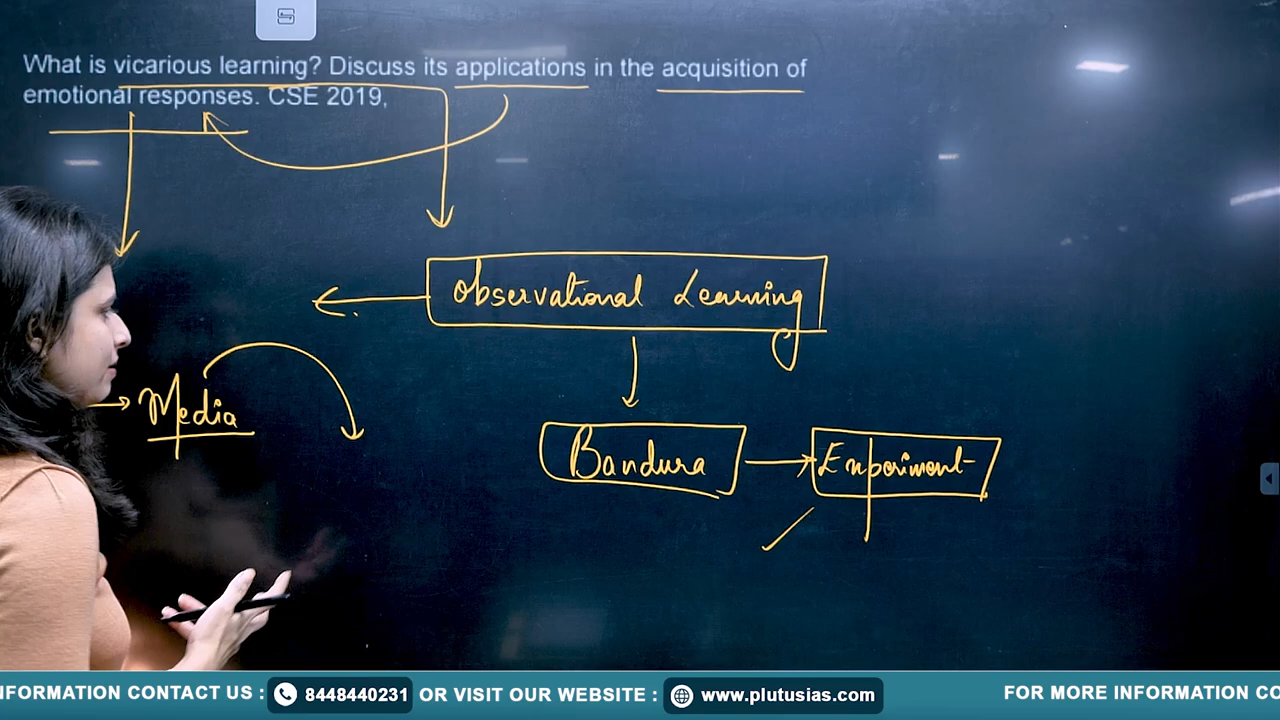 What is vicarious learning? Discuss its applications in the acquisition of
emotional responses. CSE 2019,
Observational Learning
Media
Bandura
Experiment
NFORMATION CONTACT US : 8448440231 OR VISIT OUR WEBSITE : www.plutusias.com FOR MORE INFORMATION CO